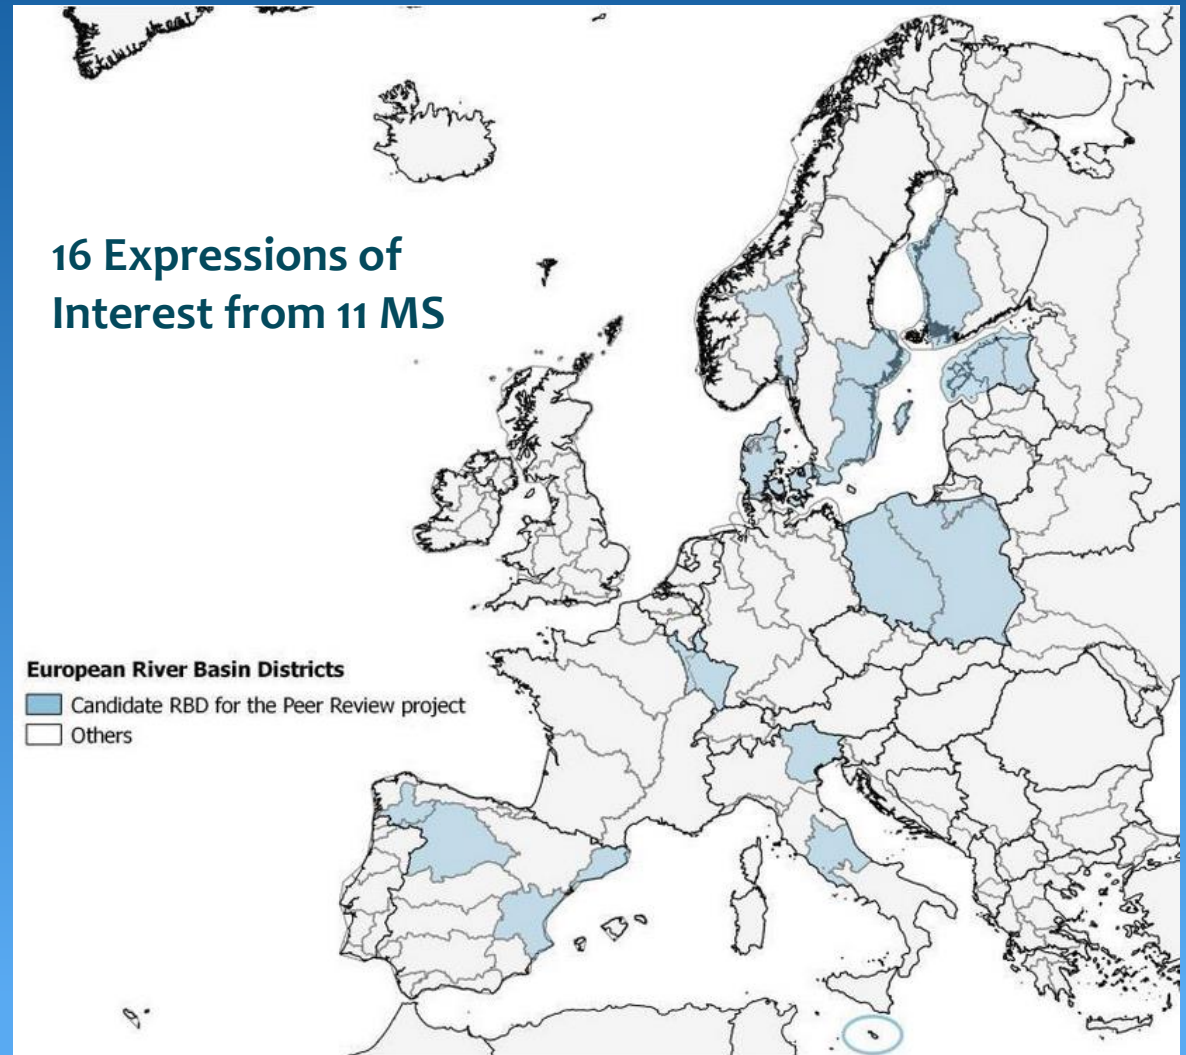 16 Expressions of
Interest from 11 MS
European River Basin Districts
Candidate RBD for the Peer Review project
Others